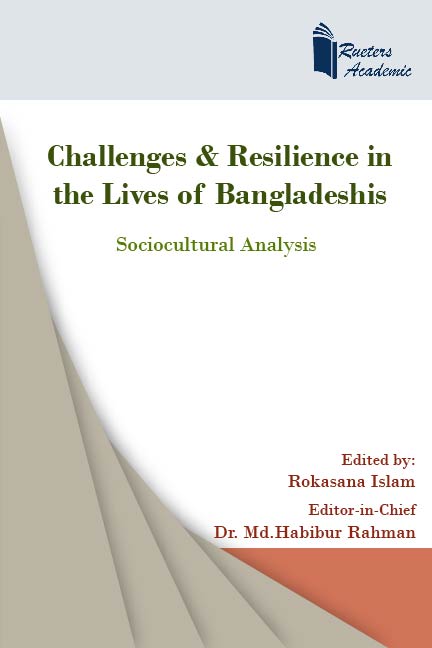 Rueters
Academic
Challenges & Resilience in
the Lives of Bangladeshis
Sociocultural Analysis
Edited by:
Rokasana Islam
Editor-in-Chief
Dr. Md.Habibur Rahman